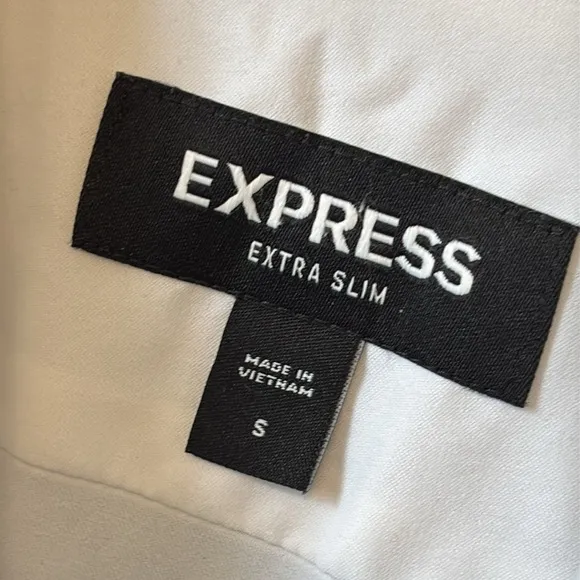 EXPRESS
EXTRA SLIM
MADE IN
VIETNAM
S